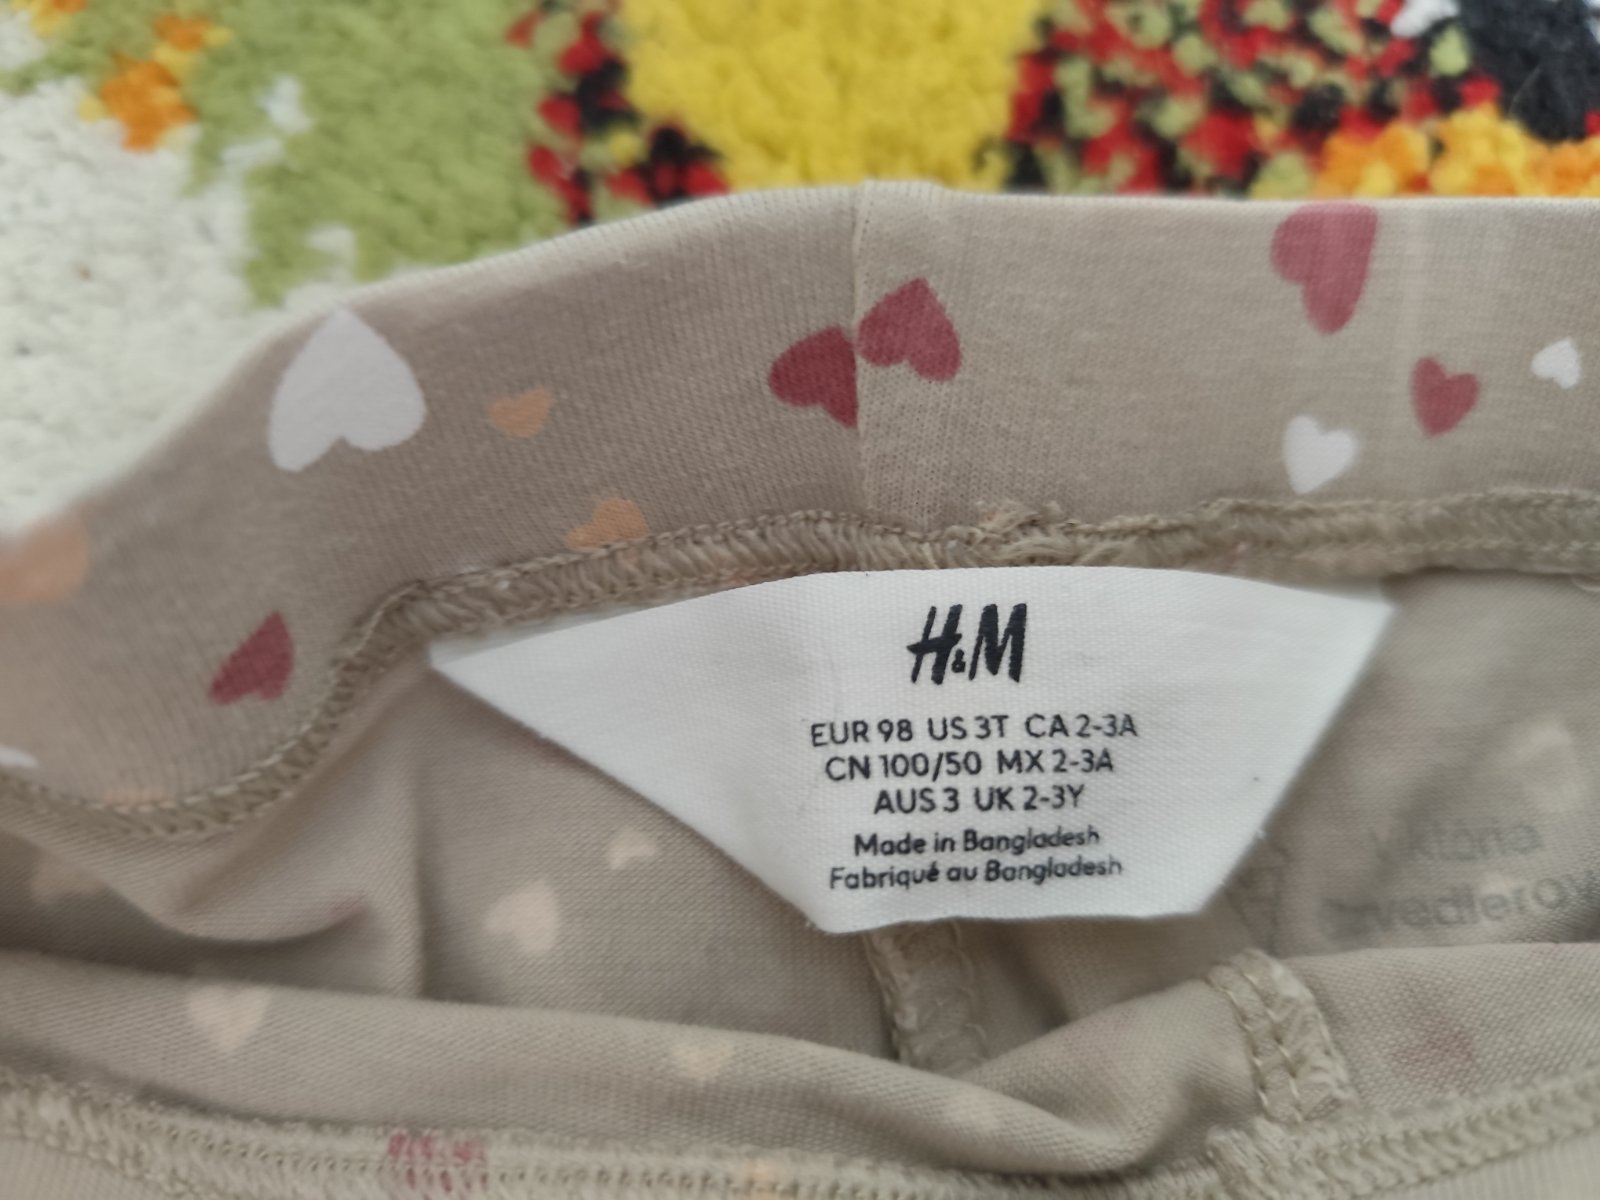 H&M
EUR 98 US 3T CA 2-3A
CN 100/50 MX 2-3A
AUS 3 UK 2-3Y
Made in Bangladesh
Fabriqué au Bangladesh